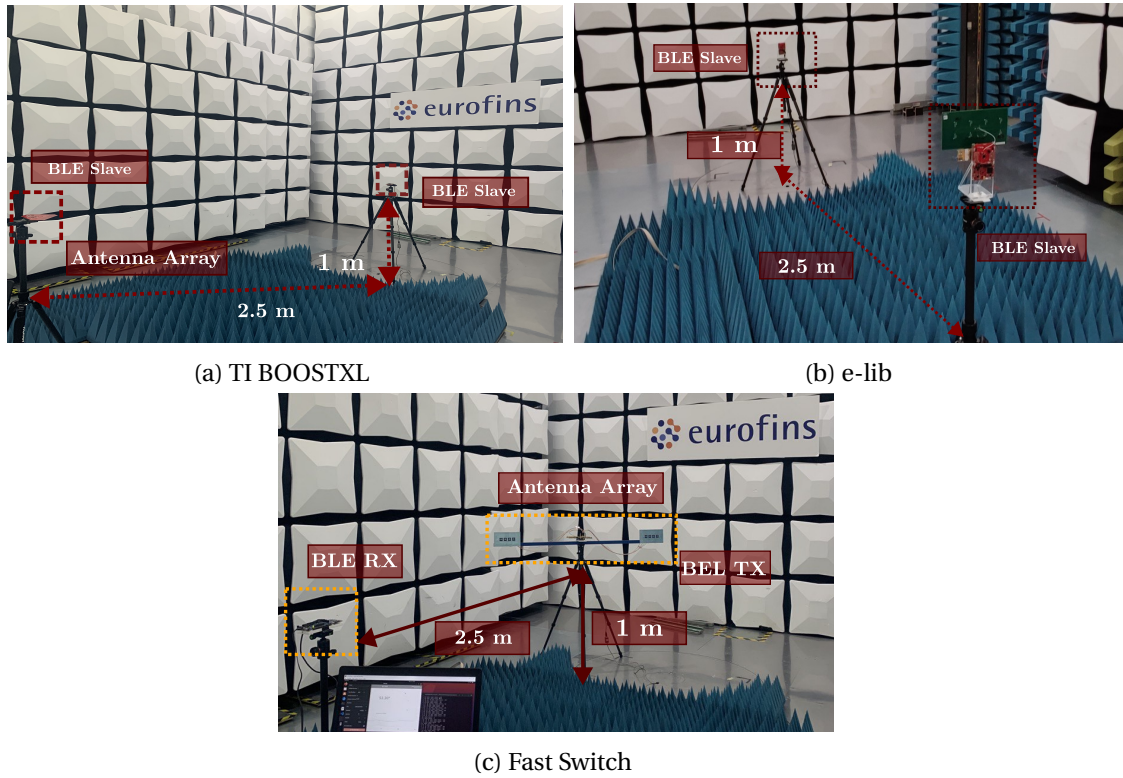 eurofins
BLE Slave
BLE Slave
Antenna Array
1 m
2.5 m
(a) TI BOOSTXL
BLE Slave
1 m
BLE Slave
2.5 m
(b) e-lib
eurofins
Antenna Array
BLE RX
BEL TX
2.5 m
1 m
(c) Fast Switch